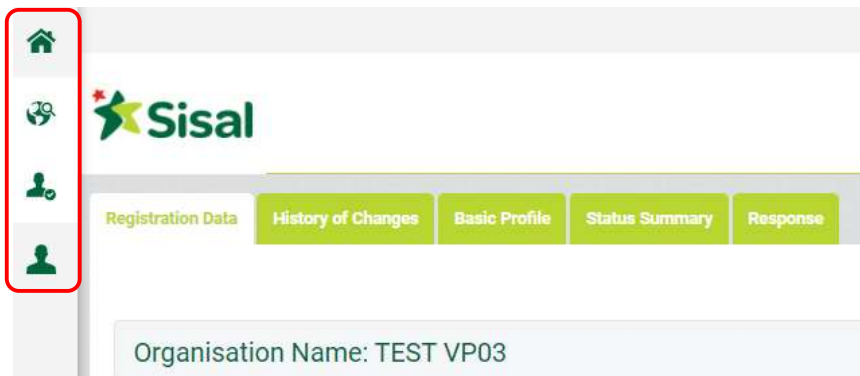 Sisal
Registration Data History of Changes Basic Profile Status Summary Response
Organisation Name: TEST VP03